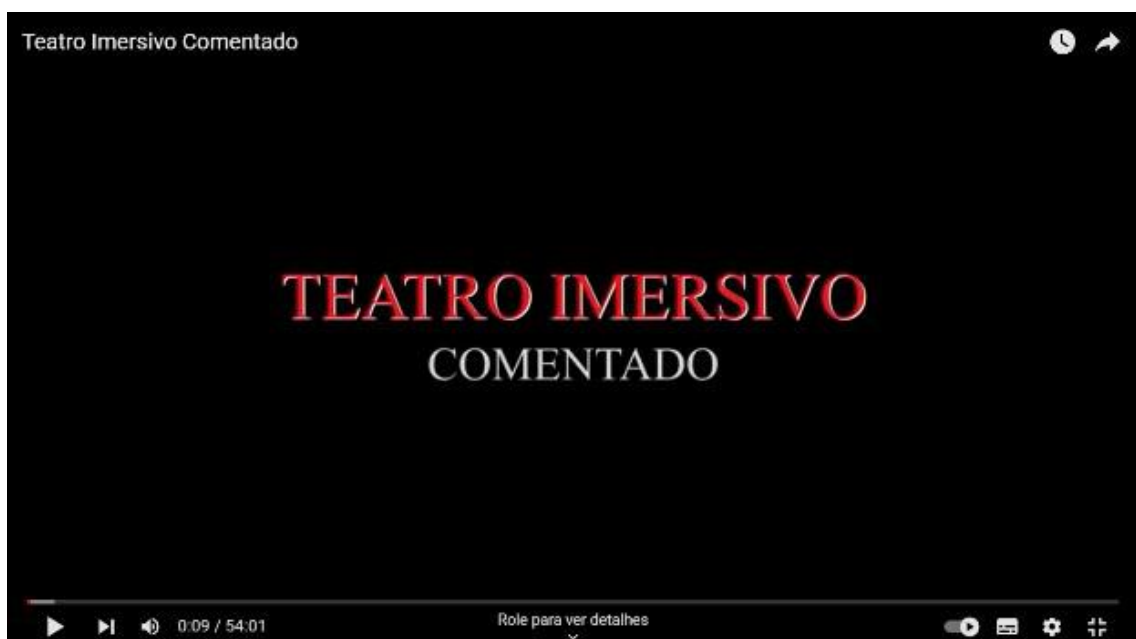 Teatro Imersivo Comentado
TEATRO IMERSIVO
COMENTADO
0:09 / 54:01
Role para ver detalhes